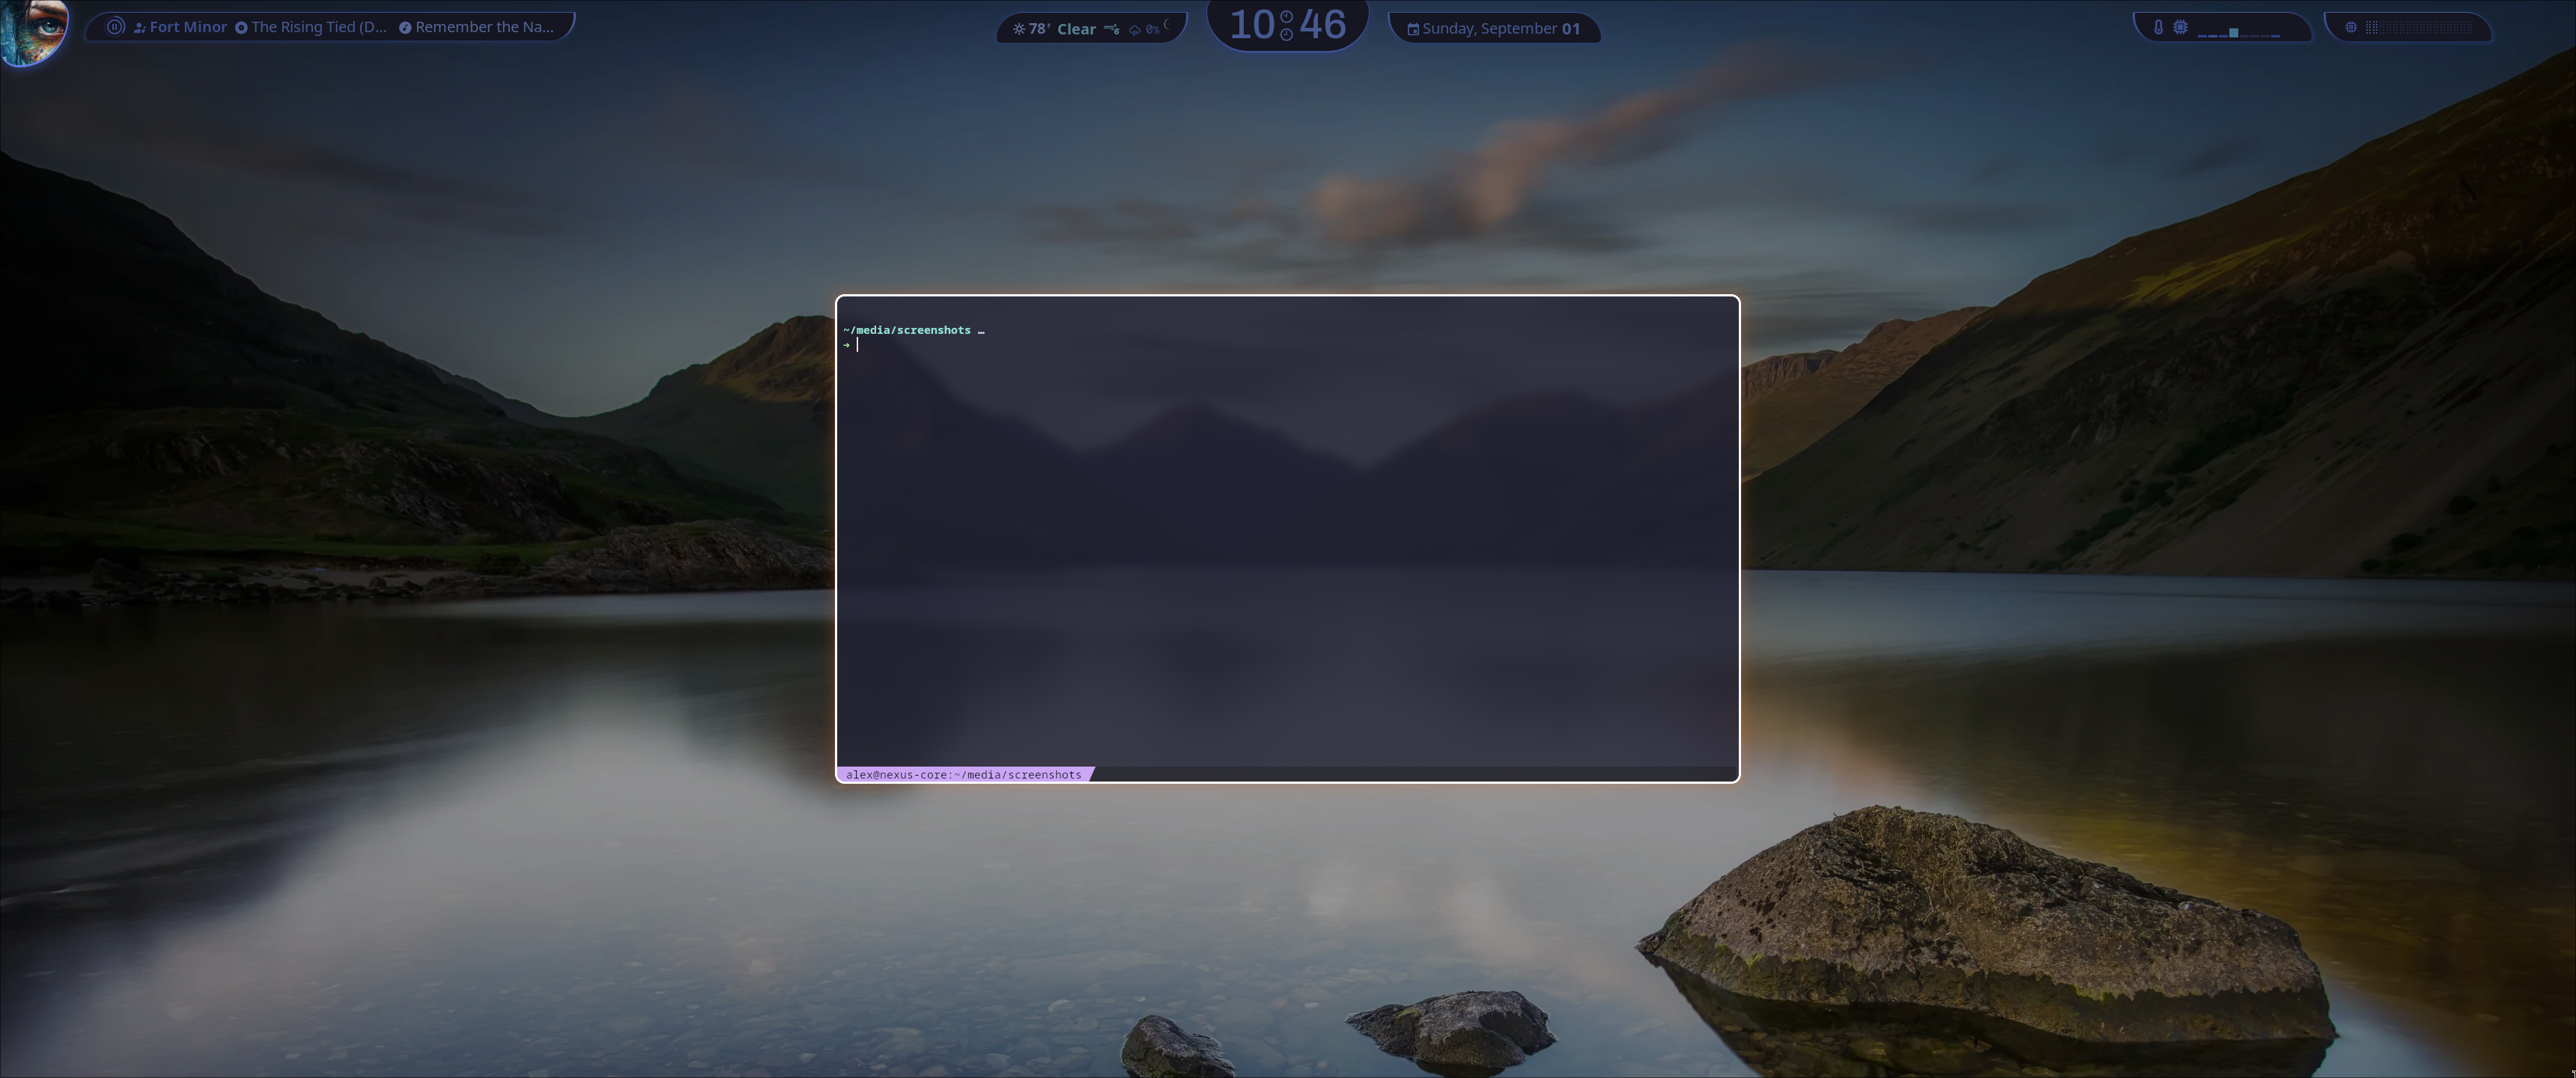 Fort Minor The Rising Tied (D... Remember the Na...
78°F Clear 6 0%
10 46
Sunday, September 01
~/media/screenshots …
➜
alex@nexus-core:~/media/screenshots